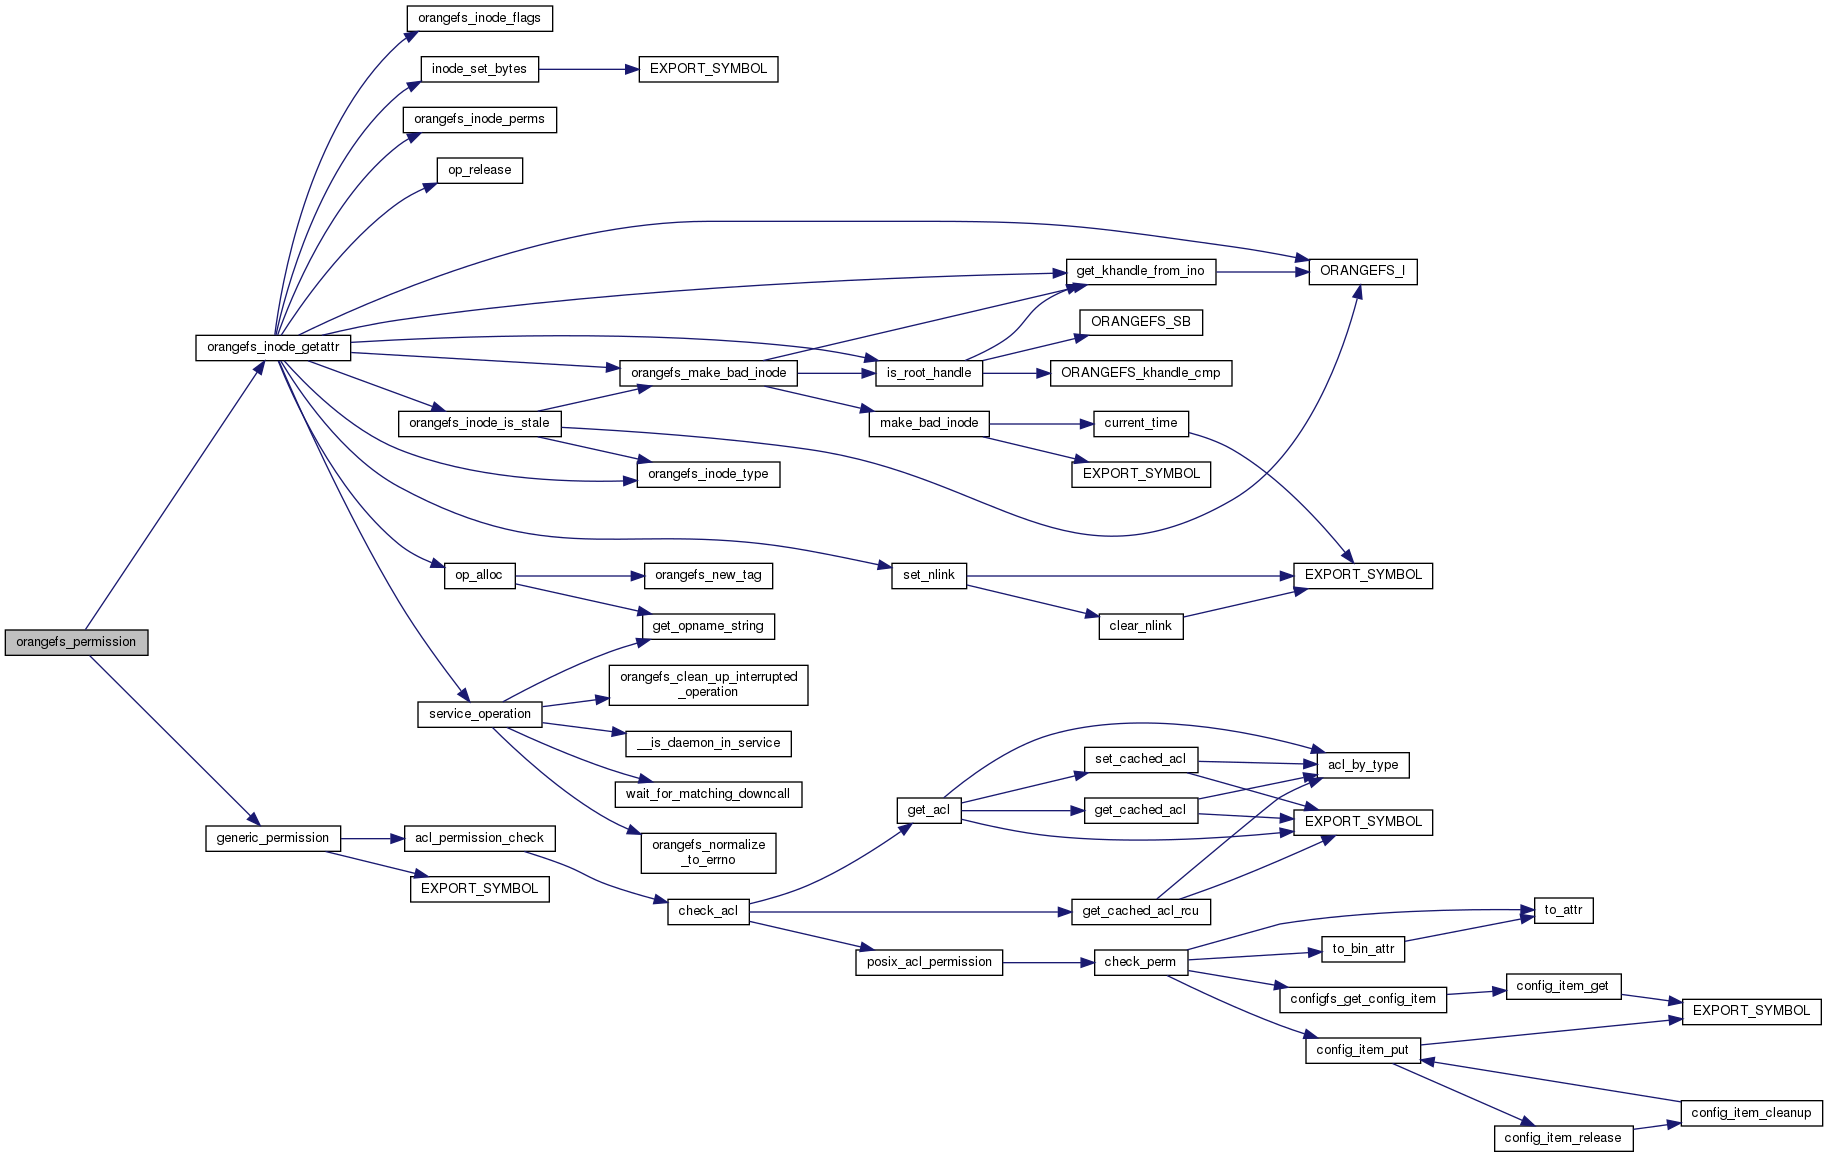 orangefs_inode_flags
inode_set_bytes
EXPORT_SYMBOL
orangefs_inode_perms
op_release
get_khandle_from_ino
ORANGEFS_I
ORANGEFS_SB
orangefs_inode_getattr
orangefs_make_bad_inode
is_root_handle
ORANGEFS_khandle_cmp
orangefs_inode_is_stale
make_bad_inode
current_time
orangefs_inode_type
EXPORT_SYMBOL
op_alloc
orangefs_new_tag
set_nlink
EXPORT_SYMBOL
get_opname_string
clear_nlink
orangefs_permission
orangefs_clean_up_interrupted
_operation
service_operation
__is_daemon_in_service
set_cached_acl
acl_by_type
wait_for_matching_downcall
get_acl
get_cached_acl
EXPORT_SYMBOL
generic_permission
acl_permission_check
orangefs_normalize
_to_errno
EXPORT_SYMBOL
check_acl
get_cached_acl_rcu
to_attr
to_bin_attr
posix_acl_permission
check_perm
configfs_get_config_item
config_item_get
EXPORT_SYMBOL
config_item_put
config_item_cleanup
config_item_release